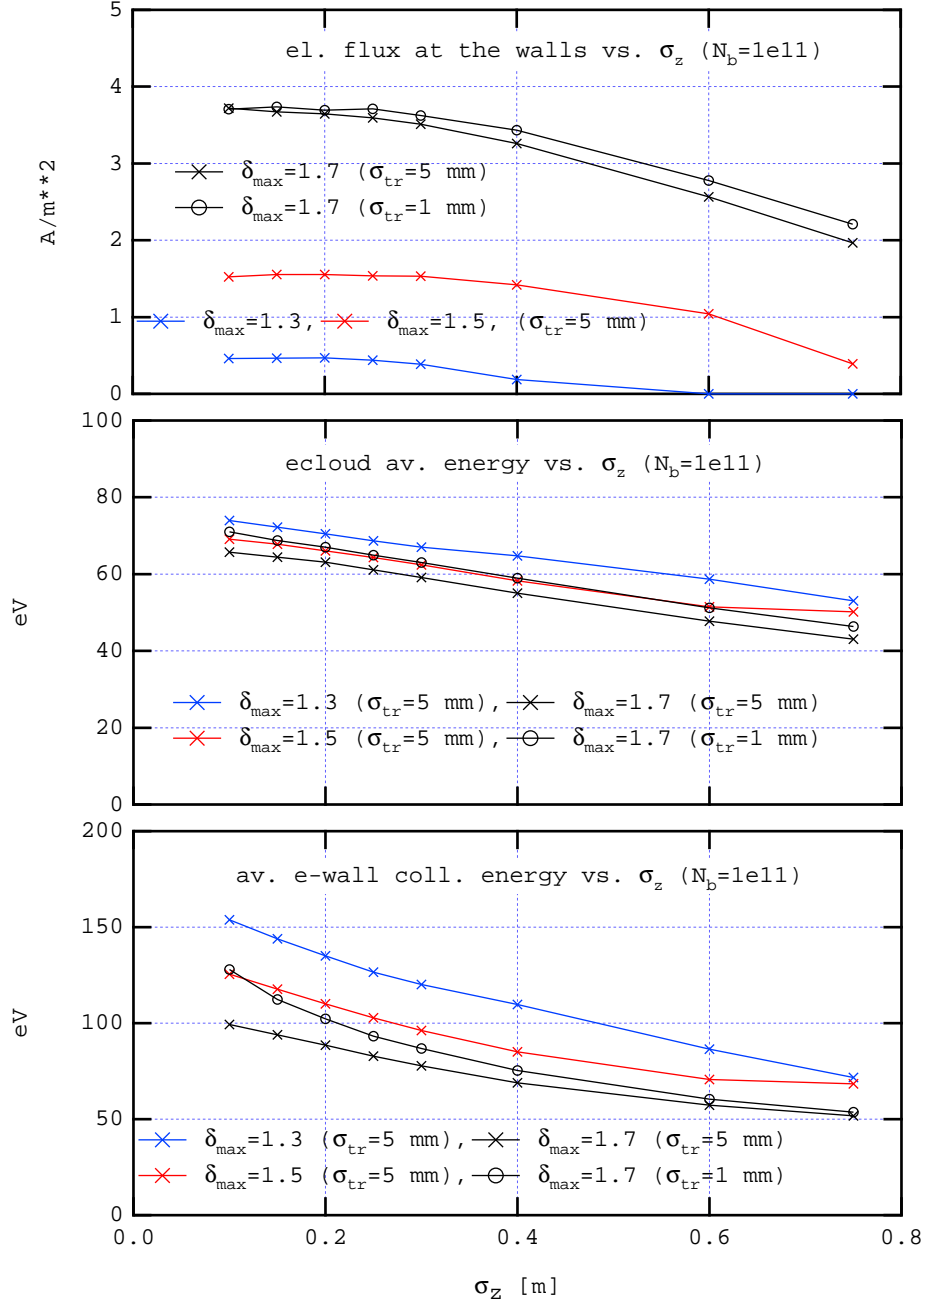 5
el. flux at the walls vs. σz (N_b=1e11)
4
3
δmax=1.7 (σtr=5 mm)
δmax=1.7 (σtr=1 mm)
A/m**2
2
1
δmax=1.3, δmax=1.5, (σtr=5 mm)
0
100
ecloud av. energy vs. σz (N_b=1e11)
80
60
eV
40
δmax=1.3 (σtr=5 mm), δmax=1.7 (σtr=5 mm)
20
δmax=1.5 (σtr=5 mm), δmax=1.7 (σtr=1 mm)
0
200
av. e-wall coll. energy vs. σz (N_b=1e11)
150
eV
100
50
δmax=1.3 (σtr=5 mm), δmax=1.7 (σtr=5 mm)
δmax=1.5 (σtr=5 mm), δmax=1.7 (σtr=1 mm)
0
0.0 0.2 0.4 0.6 0.8
σz [m]